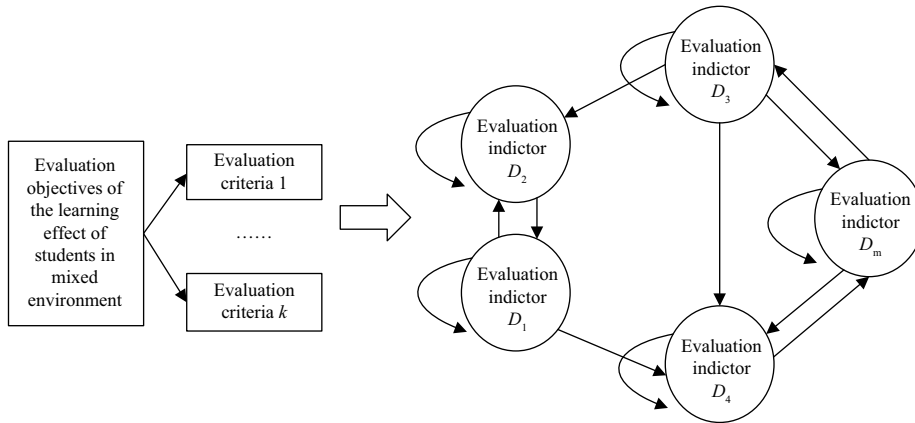 Evaluation
objectives of
the learning
effect of
students in
mixed
environment
Evaluation
criteria 1
......
Evaluation
criteria k
Evaluation
indictor
D2
Evaluation
indictor
D1
Evaluation
indictor
D3
Evaluation
indictor
Dm
Evaluation
indictor
D4